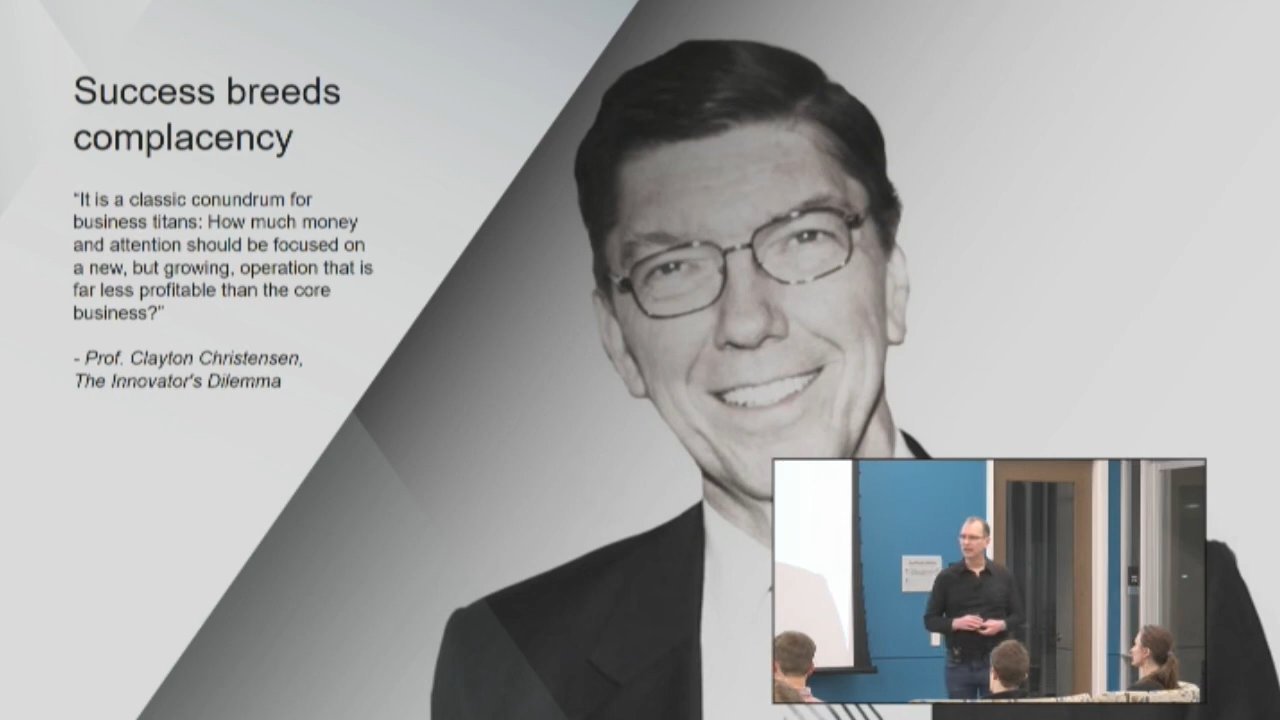 Success breeds
complacency
"It is a classic conundrum for
business titans: How much money
and attention should be focused on
a new, but growing, operation that is
far less profitable than the core
business?"
- Prof. Clayton Christensen,
The Innovator's Dilemma